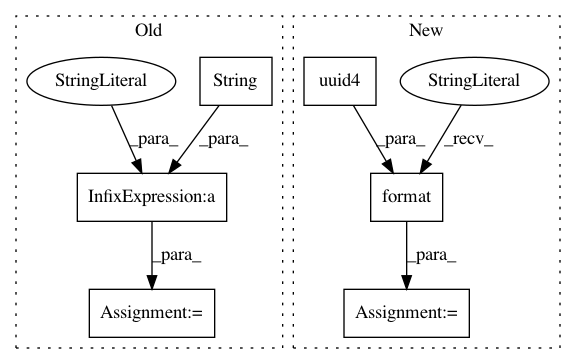 Old
New
StringLiteral
String
uuid4
StringLiteral
_para_
_para_
_para_
_recv_
InfixExpression:a
format
_para_
_para_
Assignment:=
Assignment:=